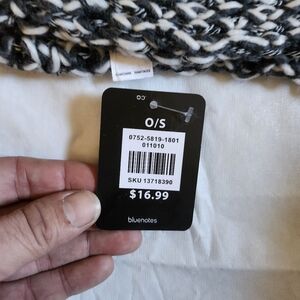 O/S
0752-5819-1801
011010
SKU 13718390
$16.99
bluenotes